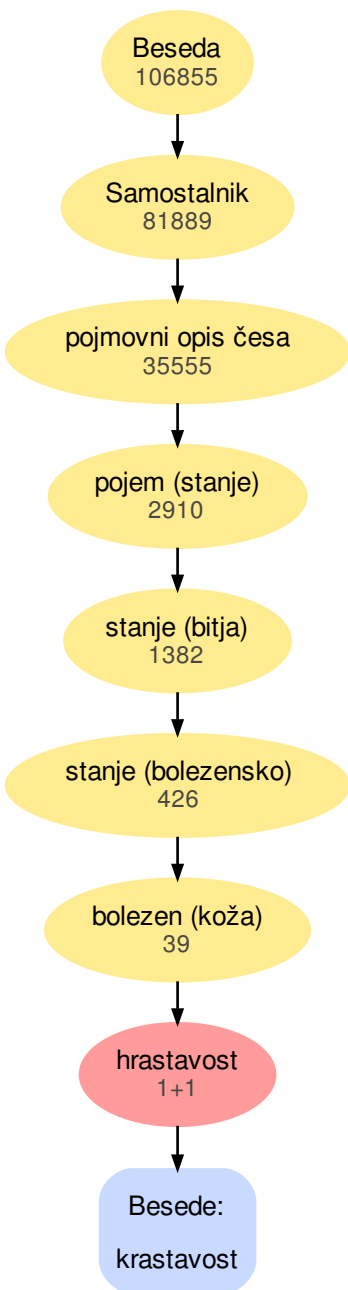 Beseda
106855
Samostalnik
81889
pojmovni opis česa
35555
pojem (stanje)
2910
stanje (bitja)
1382
stanje (bolezensko)
426
bolezen (koža)
39
hrastavost
1+1
Besede:
krastavost